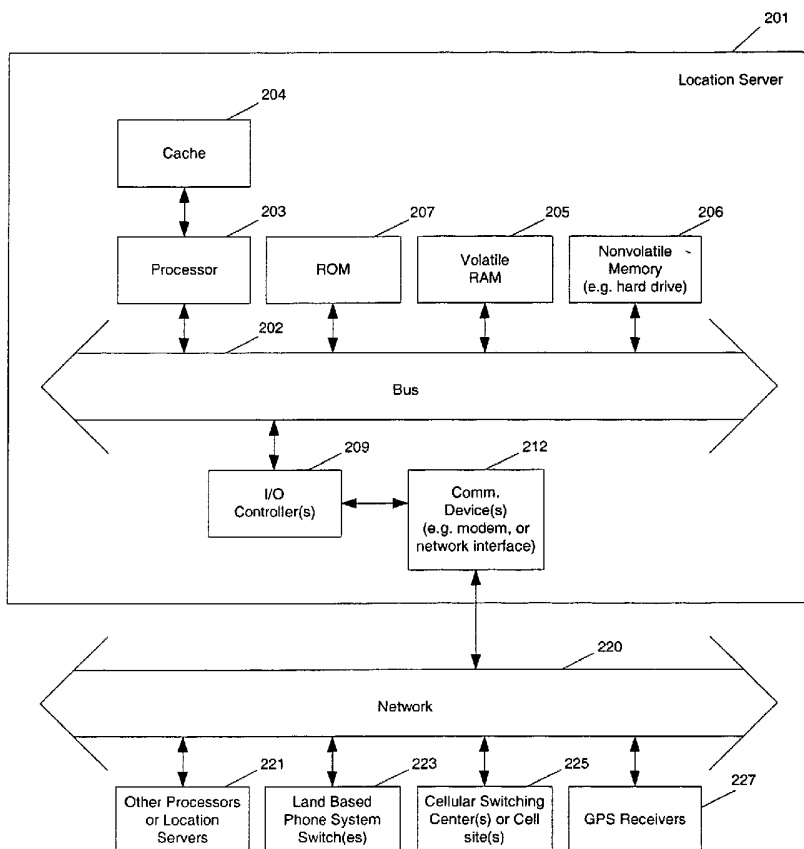 201
Location Server
204
Cache
203
207
205
206
Processor
ROM
Volatile
RAM
Nonvolatile
Memory
(e.g. hard drive)
202
Bus
209
212
I/O
Controller(s)
Comm.
Device(s)
(e.g. modem, or
network interface)
220
Network
221
223
225
227
Other Processors
or Location
Servers
Land Based
Phone System
Switch(es)
Cellular Switching
Center(s) or Cell
site(s)
GPS Receivers